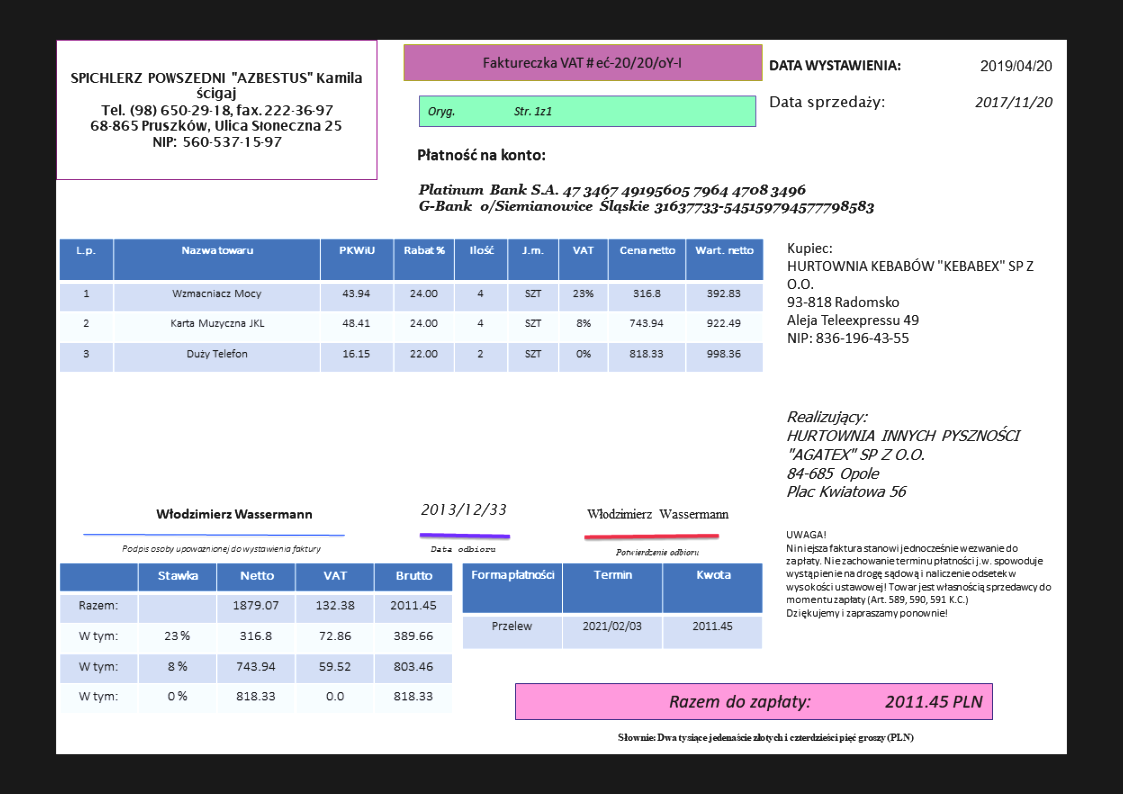 SPICHLERZ POWSZEDNI "AZBESTUS" Kamila
ścigaj
Tel. (98) 650-29-18, fax. 222-36-97
68-865 Pruszków, Ulica Słoneczna 25
NIP: 560-537-15-97
Faktureczka VAT # eć-20/20/oY-I
Oryg. Str. 1z1
DATA WYSTAWIENIA: 2019/04/20
Data sprzedaży: 2017/11/20
Płatność na konto:
Platinum Bank S.A. 47 3467 49195605 7964 4708 3496
G-Bank o/Siemianowice Śląskie 31637733-545159794577798583
L.p. Nazwa towaru PKWiU Rabat % Ilość J.m. VAT Cena netto Wart. netto
1 Wzmacniacz Mocy 43.94 24.00 4 SZT 23% 316.8 392.83
2 Karta Muzyczna JKL 48.41 24.00 4 SZT 8% 743.94 922.49
3 Duży Telefon 16.15 22.00 2 SZT 0% 818.33 998.36
Kupiec:
HURTOWNIA KEBABÓW "KEBABEX" SP Z
O.O.
93-818 Radomsko
Aleja Teleexpressu 49
NIP: 836-196-43-55
Realizujący:
HURTOWNIA INNYCH PYSZNOŚCI
"AGATEX" SP Z O.O.
84-685 Opole
Plac Kwiatowa 56
Włodzimierz Wassermann
Podpis osoby upoważnionej do wystawienia faktury
2013/12/33
Data odbioru
Włodzimierz Wassermann
Potwierdzenie odbioru
UWAGA!
Niniejsza faktura stanowi jednocześnie wezwanie do
zapłaty. Nie zachowanie terminu płatności j.w. spowoduje
wystąpienie na drogę sądową i naliczenie odsetek w
wysokości ustawowej! Towar jest własnością sprzedawcy do
momentu zapłaty (Art. 589, 590, 591 K.C.)
Dziękujemy i zapraszamy ponownie!
Stawka Netto VAT Brutto
Razem: 1879.07 132.38 2011.45
W tym: 23 % 316.8 72.86 389.66
W tym: 8 % 743.94 59.52 803.46
W tym: 0 % 818.33 0.0 818.33
Forma płatności Termin Kwota
Przelew 2021/02/03 2011.45
Razem do zapłaty: 2011.45 PLN
Słownie: Dwa tysiące jedenaście złotych i czterdzieści pięć groszy (PLN)